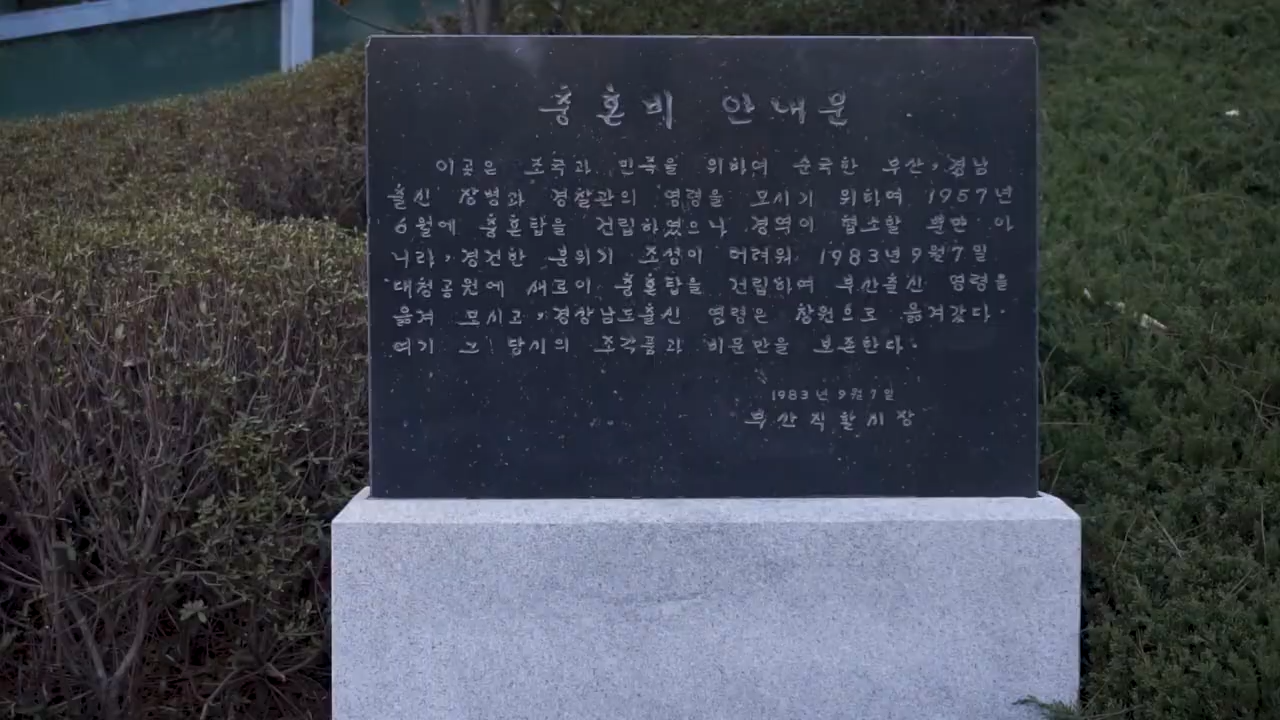 충혼비 안내문
이곳은 조국과 민족을 위하여 순국한 부산, 경남
출신 장병과 경찰관의 영령을 모시기 위하여 1957년
6월에 충혼탑을 건립하였으나 경역이 협소할 뿐만 아
니라, 경건한 분위기 조성이 어려워 1983년 9월 7일
대청공원에 새로이 충혼탑을 건립하여 부산출신 영령을
옮겨 모시고, 경상남도출신 영령은 창원으로 옮겨갔다.
여기 그 당시의 조각품과 비문만을 보존한다.
1983년 9월 7일
부산직할시장